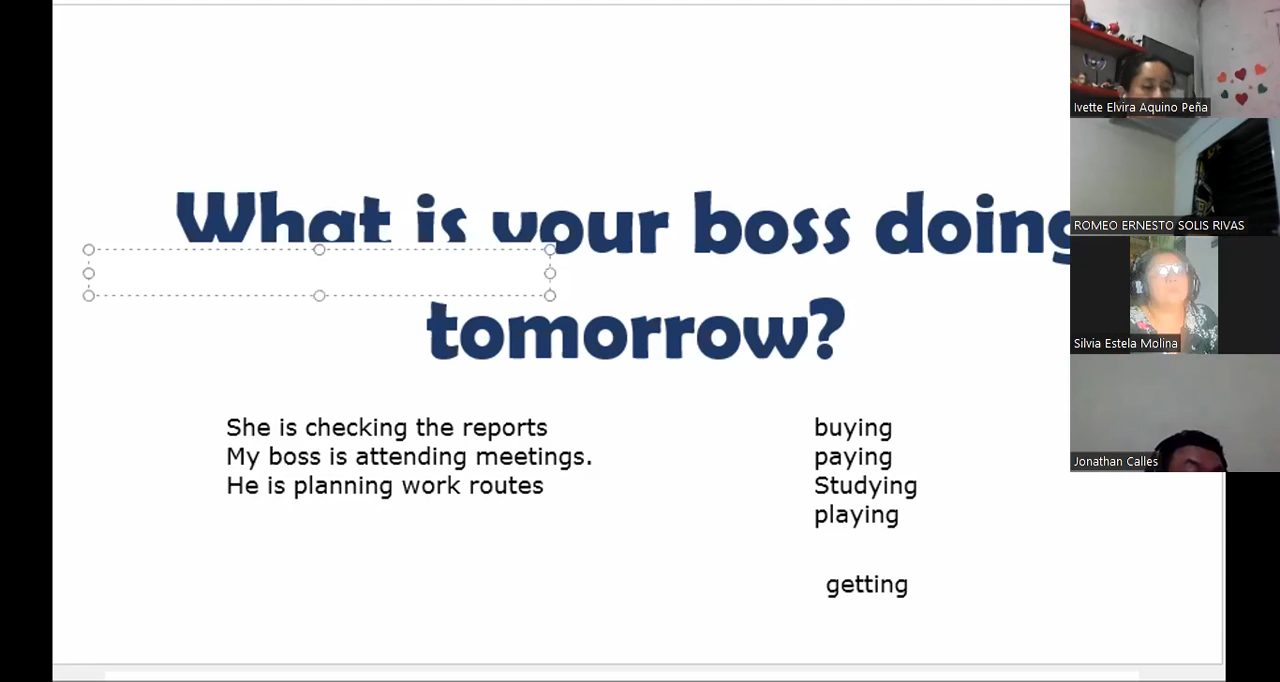 What is your boss doing
tomorrow?
She is checking the reports
My boss is attending meetings.
He is planning work routes
buying
paying
Studying
playing
getting
Ivette Elvira Aquino Peña
ROMEO ERNESTO SOLIS RIVAS
Silvia Estela Molina
Jonathan Calles